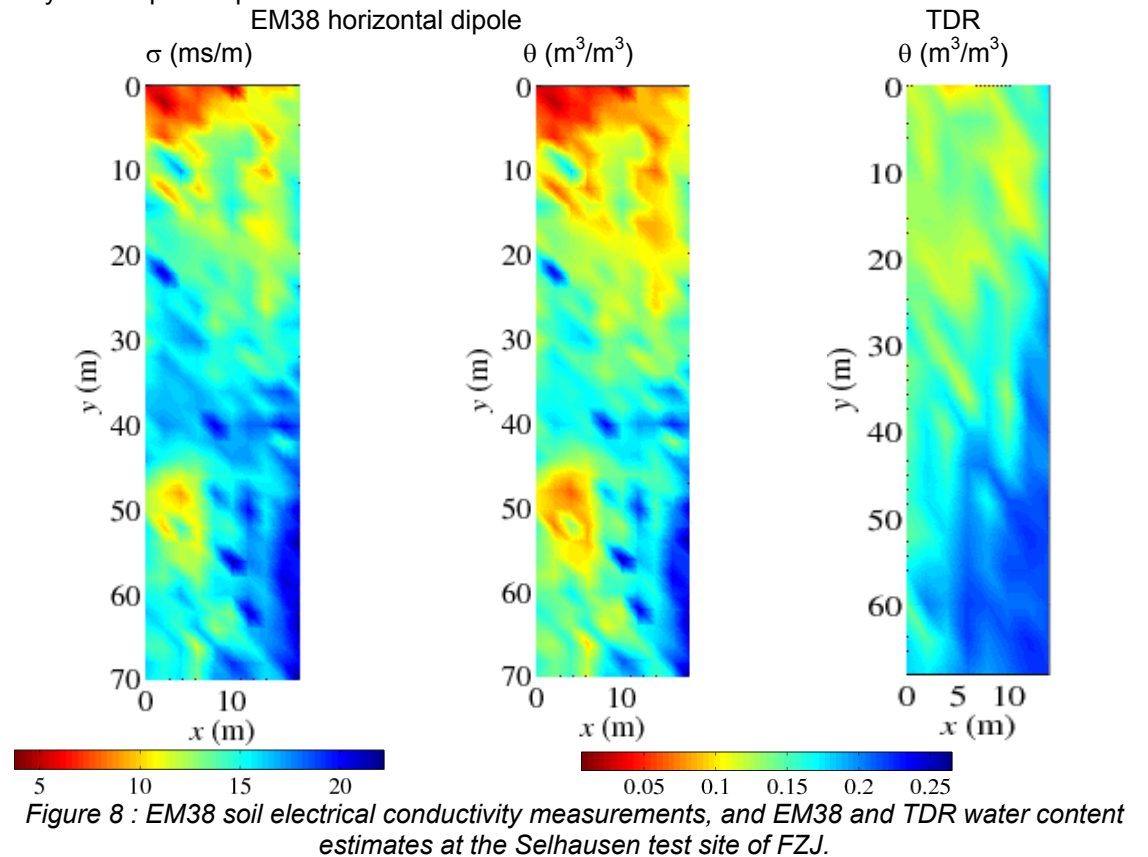 EM38 horizontal dipole
TDR
σ (ms/m)
θ (m³/m³)
θ (m³/m³)
0
10
20
30
40
50
60
70
y (m)
0 10
x (m)
0
10
20
30
40
50
60
70
y (m)
0 10
x (m)
0
10
20
30
40
50
60
y (m)
0 5 10
x (m)
5 10 15 20
0.05 0.1 0.15 0.2 0.25
Figure 8 : EM38 soil electrical conductivity measurements, and EM38 and TDR water content
estimates at the Selhausen test site of FZJ.